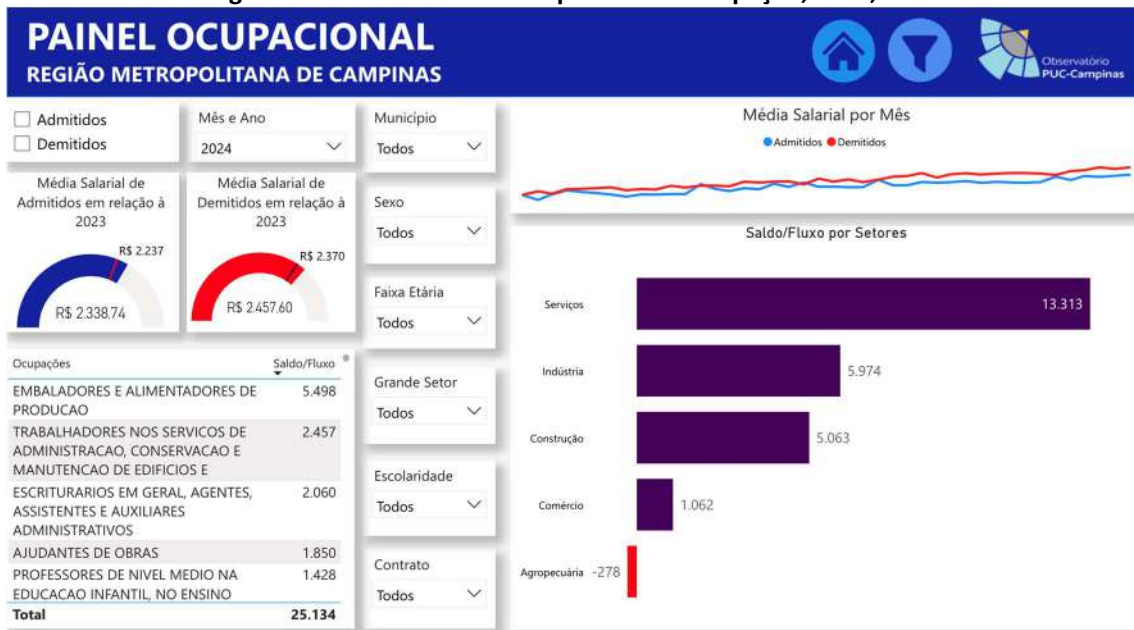 PAINEL OCUPACIONAL
REGIÃO METROPOLITANA DE CAMPINAS
Observatório
PUC-Campinas
Admitidos
Demitidos
Mês e Ano
2024
Município
Todos
Média Salarial por Mês
Admitidos Demitidos
Média Salarial de
Admitidos em relação à
2023
R$ 2.237
R$ 2.338,74
Média Salarial de
Demitidos em relação à
2023
R$ 2.370
R$ 2.457,60
Sexo
Todos
Faixa Etária
Todos
Grande Setor
Todos
Escolaridade
Todos
Contrato
Todos
Saldo/Fluxo por Setores
Serviços 13.313
Indústria 5.974
Construção 5.063
Comércio 1.062
Agropecuária -278
Ocupações Saldo/Fluxo
EMBALADORES E ALIMENTADORES DE 5.498
PRODUCAO
TRABALHADORES NOS SERVICOS DE 2.457
ADMINISTRACAO, CONSERVACAO E
MANUTENCAO DE EDIFICIOS E
ESCRITURARIOS EM GERAL, AGENTES, 2.060
ASSISTENTES E AUXILIARES
ADMINISTRATIVOS
AJUDANTES DE OBRAS 1.850
PROFESSORES DE NIVEL MEDIO NA 1.428
EDUCACAO INFANTIL, NO ENSINO
Total 25.134